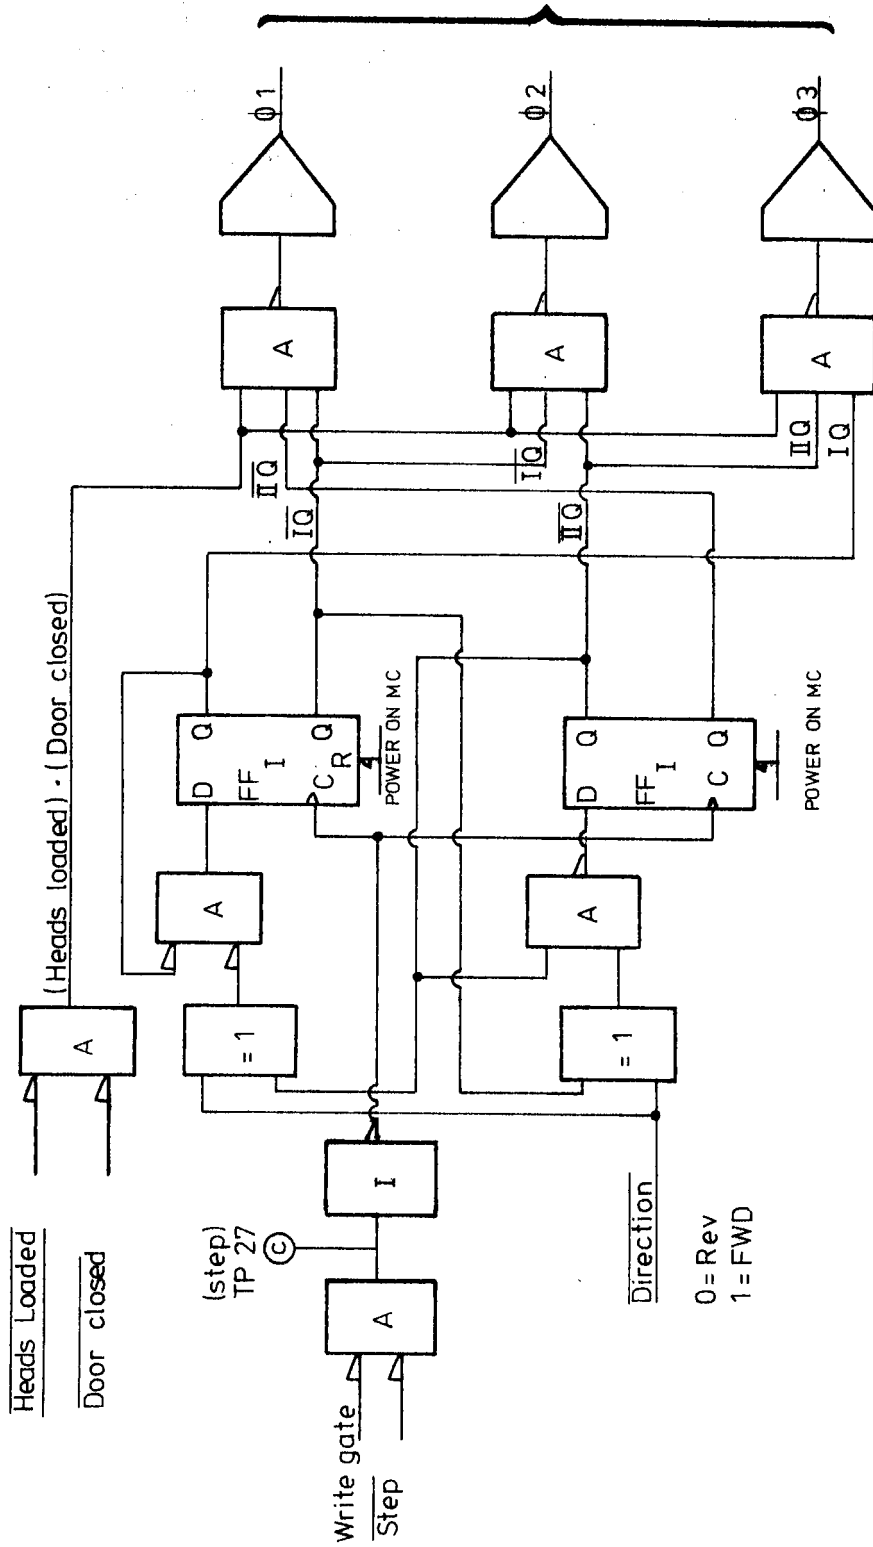 Heads Loaded
Door closed
A
(Heads loaded) · (Door closed)
Write gate
Step
A
(step)
TP 27
C
I
Direction
0=Rev
1=FWD
=1
=1
A
A
D
Q
FF
I
C
R
Q
POWER ON MC
D
Q
FF
I
C
Q
POWER ON MC
IIQ
IQ
IQ
IIQ
IIQ
IQ
A
A
A
ϕ1
ϕ2
ϕ3